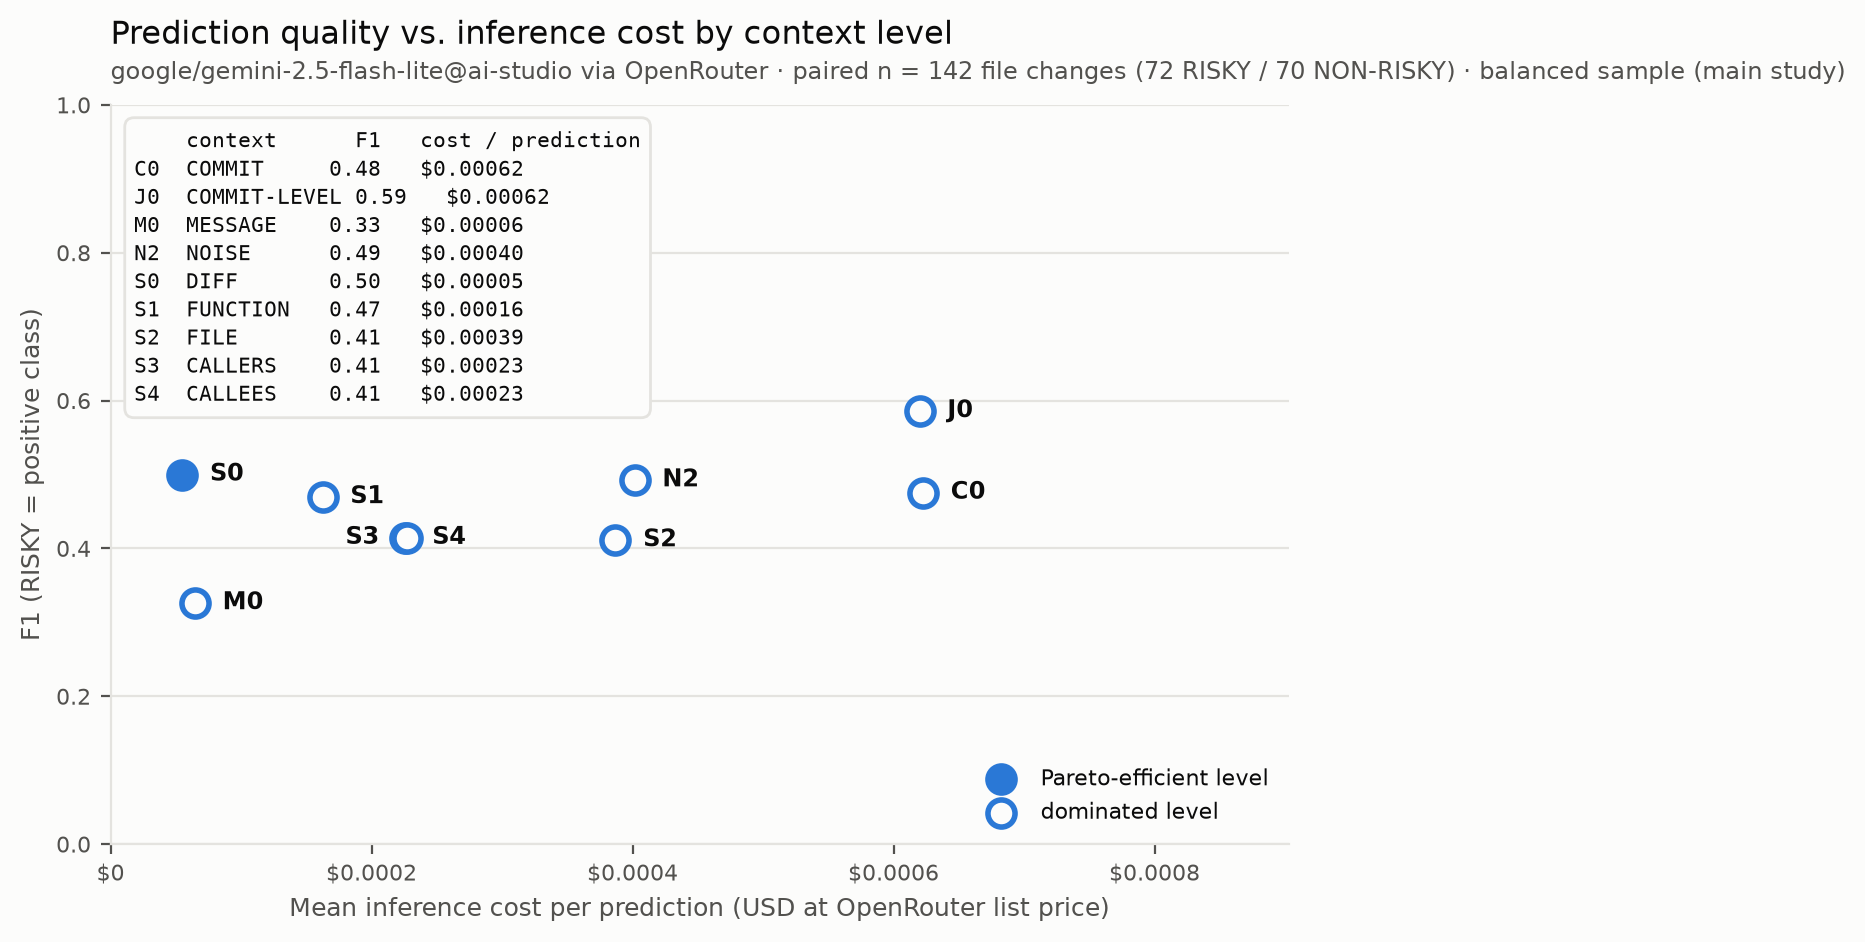 Prediction quality vs. inference cost by context level
google/gemini-2.5-flash-lite@ai-studio via OpenRouter · paired n = 142 file changes (72 RISKY / 70 NON-RISKY) · balanced sample (main study)
1.0
context F1 cost / prediction
C0 COMMIT 0.48 $0.00062
J0 COMMIT-LEVEL 0.59 $0.00062
M0 MESSAGE 0.33 $0.00006
N2 NOISE 0.49 $0.00040
S0 DIFF 0.50 $0.00005
S1 FUNCTION 0.47 $0.00016
S2 FILE 0.41 $0.00039
S3 CALLERS 0.41 $0.00023
S4 CALLEES 0.41 $0.00023
0.8
0.6
0.4
0.2
0.0
F1 (RISKY = positive class)
J0
S0
N2
C0
S1
S3
S4
S2
M0
Pareto-efficient level
dominated level
$0
$0.0002
$0.0004
$0.0006
$0.0008
Mean inference cost per prediction (USD at OpenRouter list price)